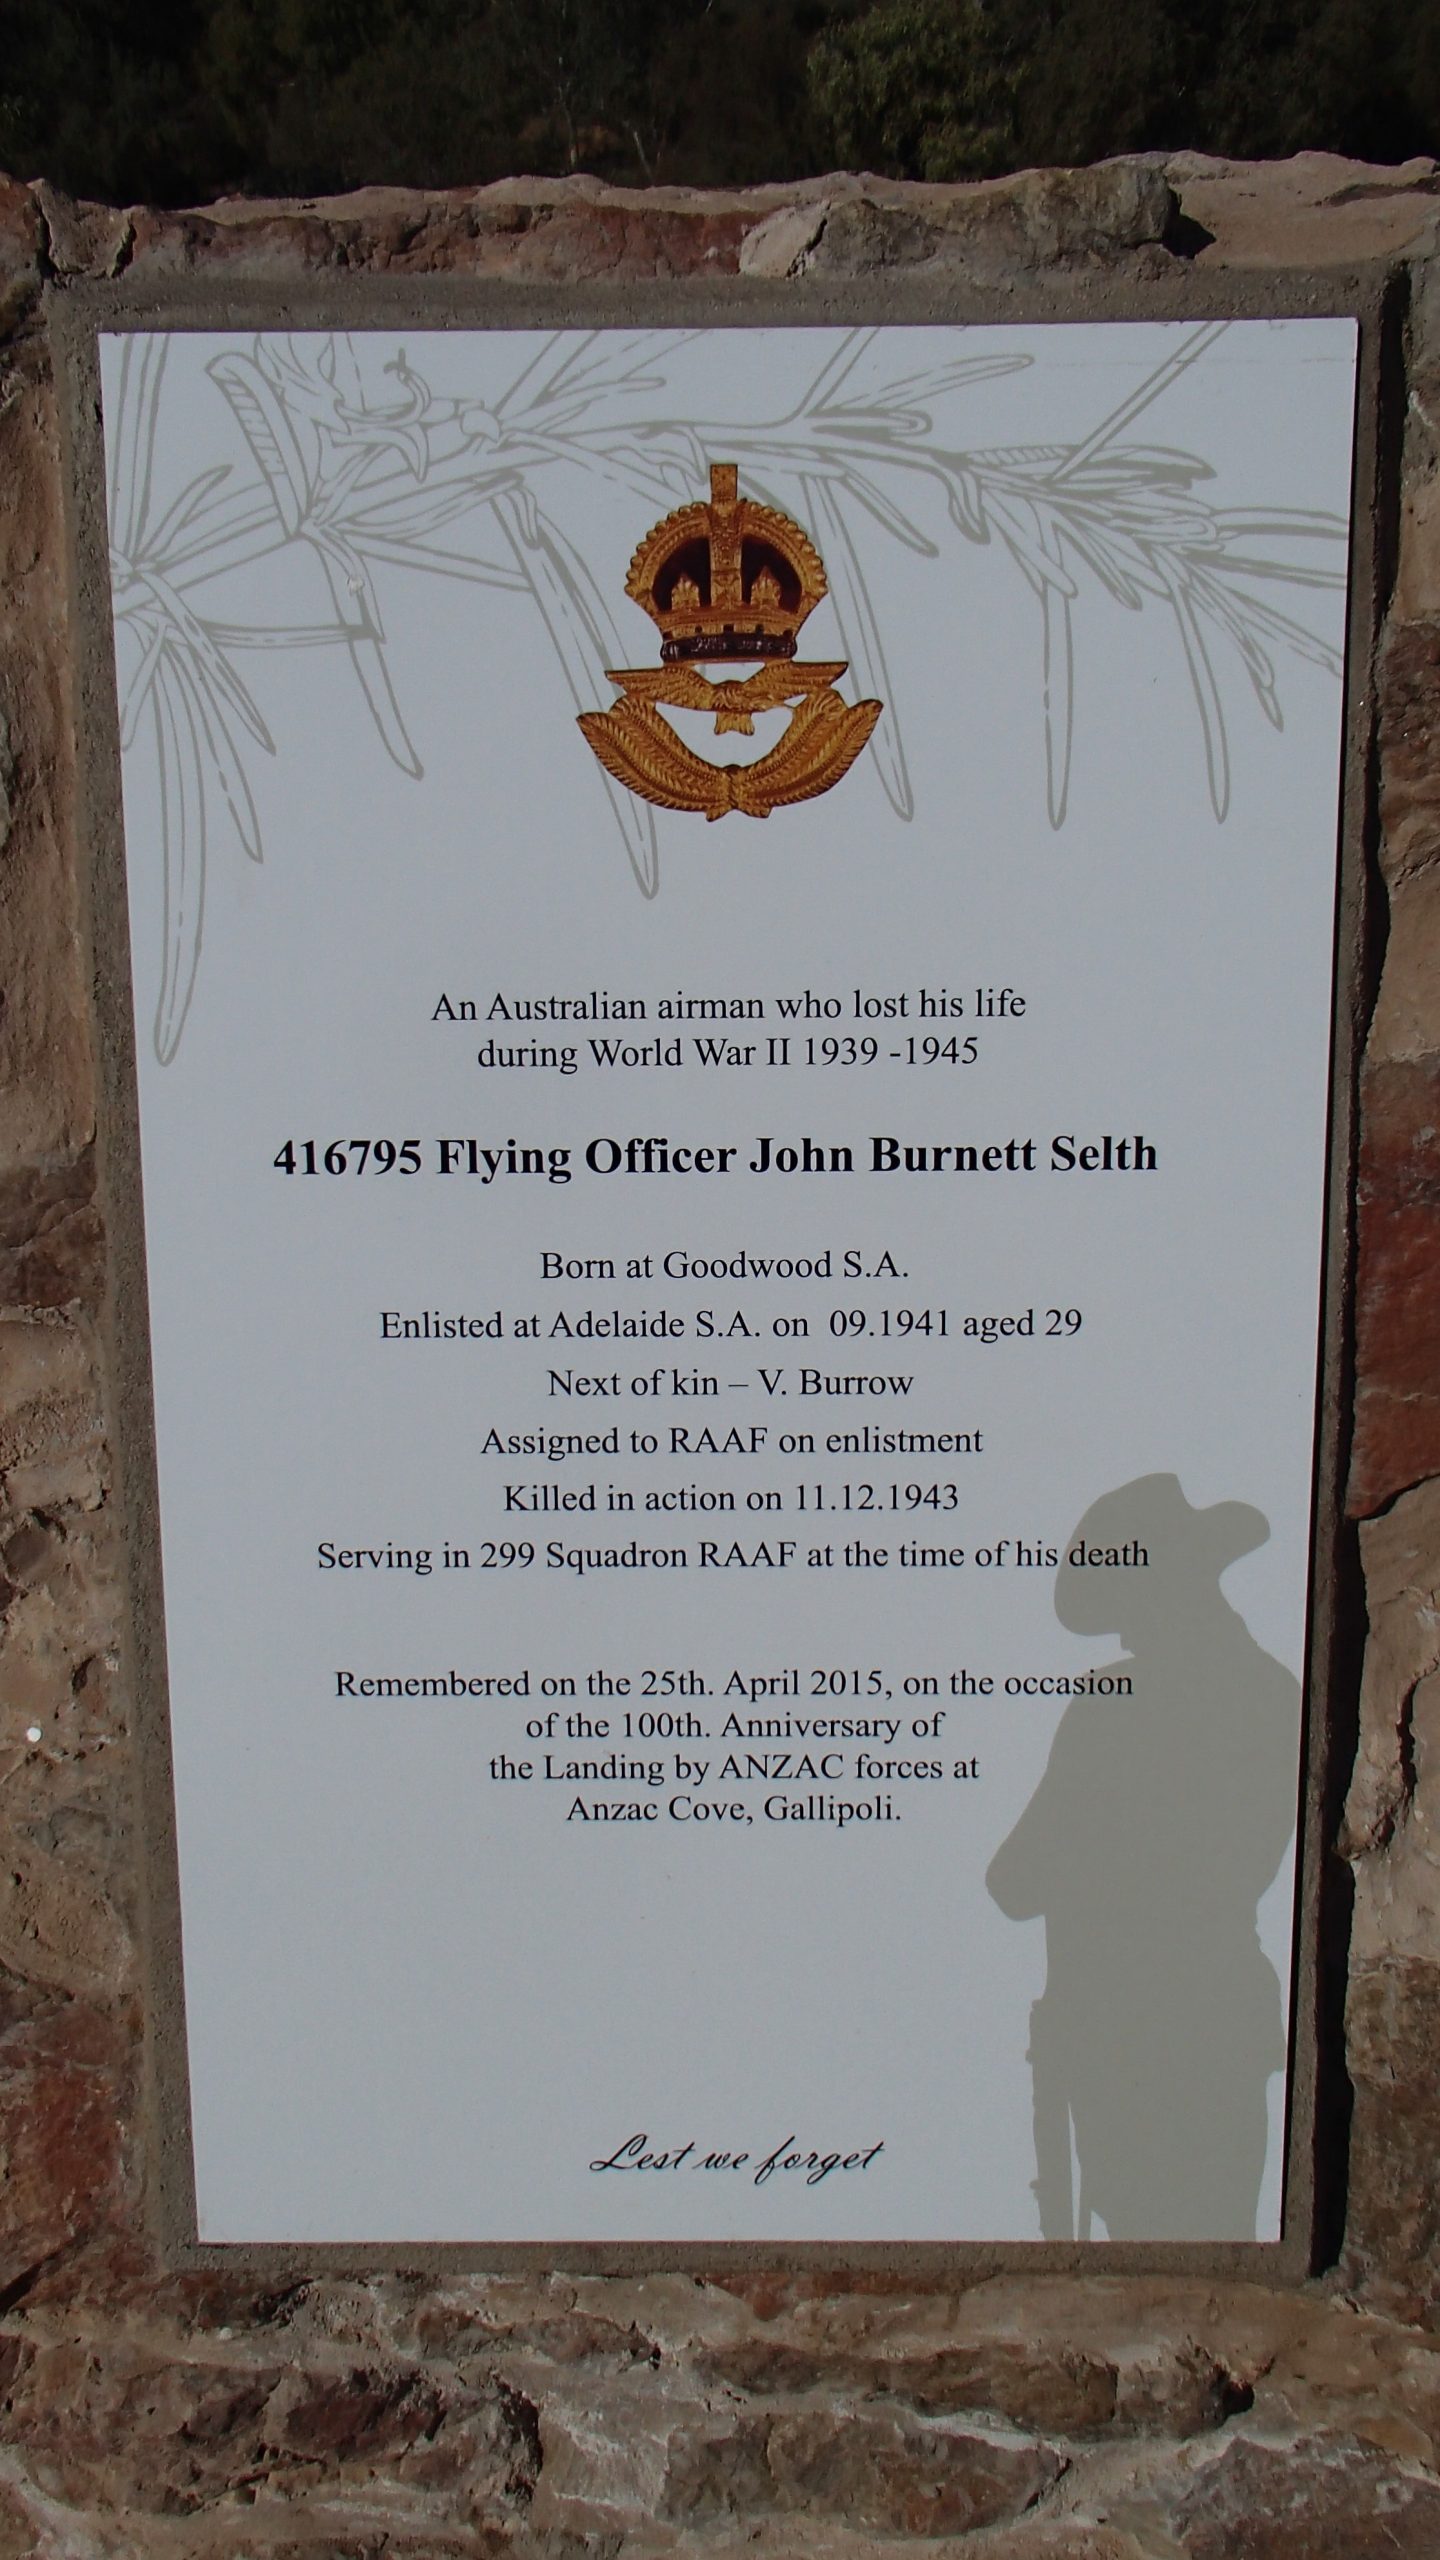 An Australian airman who lost his life
during World War II 1939 -1945
416795 Flying Officer John Burnett Selth
Born at Goodwood S.A.
Enlisted at Adelaide S.A. on  09.1941 aged 29
Next of kin – V. Burrow
Assigned to RAAF on enlistment
Killed in action on 11.12.1943
Serving in 299 Squadron RAAF at the time of his death
Remembered on the 25th. April 2015, on the occasion
of the 100th. Anniversary of
the Landing by ANZAC forces at
Anzac Cove, Gallipoli.
Lest we forget